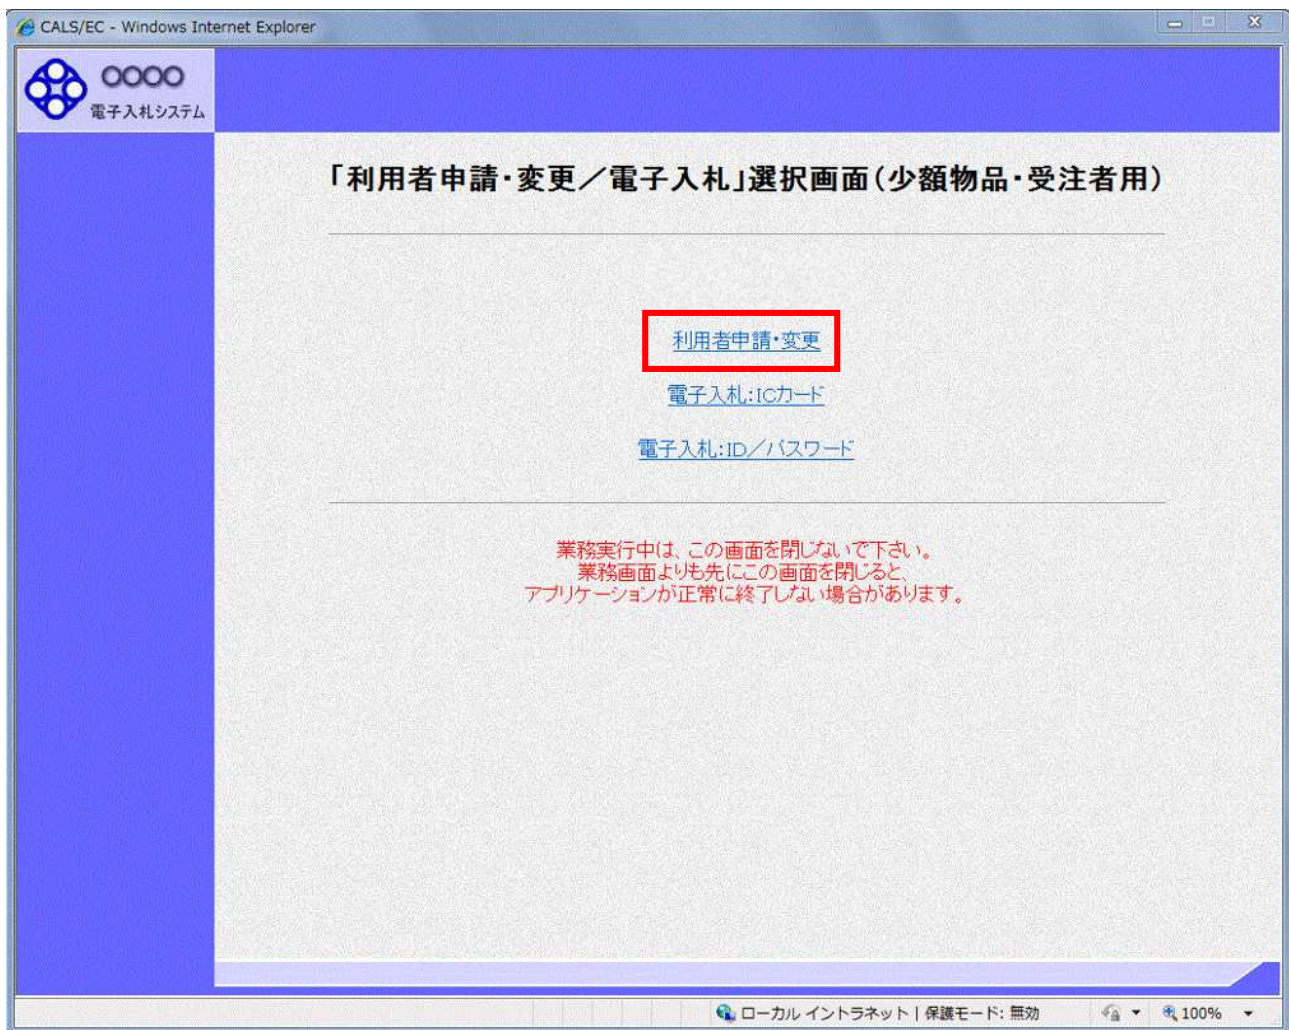 CALS/EC - Windows Internet Explorer
〇〇〇〇
電子入札システム
「利用者申請・変更/電子入札」選択画面(少額物品・受注者用)
利用者申請・変更
電子入札:ICカード
電子入札:ID/パスワード
業務実行中は、この画面を閉じないで下さい。
業務画面よりも先にこの画面を閉じると、
アプリケーションが正常に終了しない場合があります。
ローカル イントラネット | 保護モード: 無効
100%